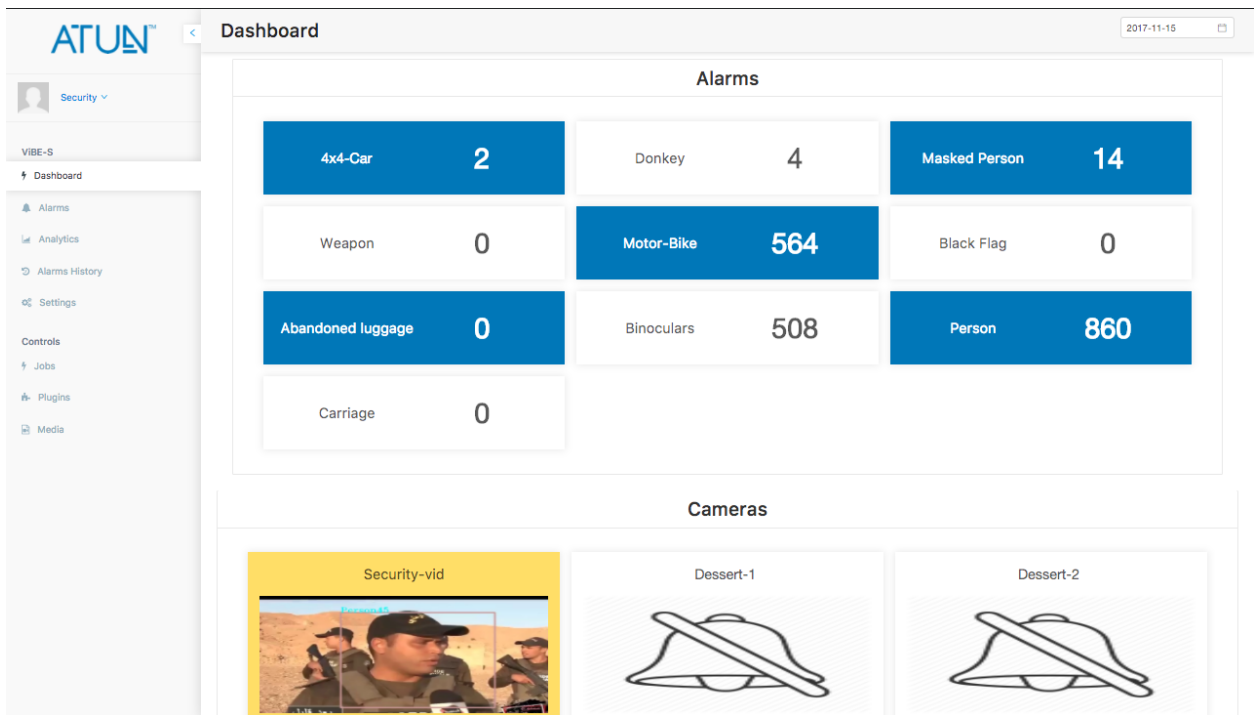 ATUN™
Dashboard
2017-11-15
Security
ViBE-S
Dashboard
Alarms
Analytics
Alarms History
Settings
Controls
Jobs
Plugins
Media
Alarms
4x4-Car 2
Donkey 4
Masked Person 14
Weapon 0
Motor-Bike 564
Black Flag 0
Abandoned luggage 0
Binoculars 508
Person 860
Carriage 0
Cameras
Security-vid
Dessert-1
Dessert-2